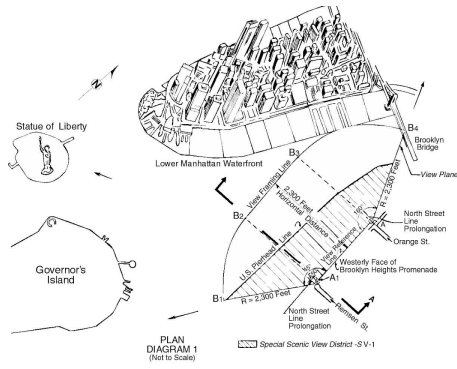 N
Statue of Liberty
Lower Manhattan Waterfront
B4
Brooklyn
Bridge
View Plane
B3
View Framing Line
2,300 Feet
Horizontal Distance
R = 2,300 Feet
B2
North Street
Line
Prolongation
A
Orange St.
U.S. Pierhead Line
View Reference
Line
Westerly Face of
Brooklyn Heights Promenade
Governor's
Island
B1
R = 2,300 Feet
A1
A
Remsen St.
North Street
Line
Prolongation
PLAN
DIAGRAM 1
(Not to Scale)
Special Scenic View District -S V-1